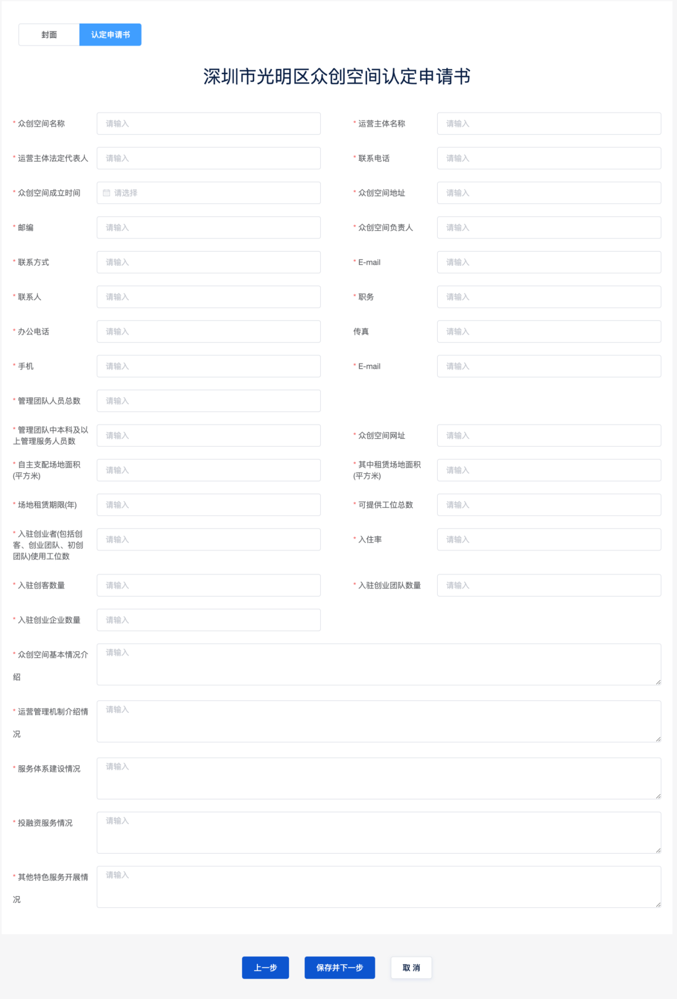 封面
认定申请书
深圳市光明区众创空间认定申请书
* 众创空间名称 请输入
* 运营主体名称 请输入
* 运营主体法定代表人 请输入
* 联系电话 请输入
* 众创空间成立时间 请选择
* 众创空间地址 请输入
* 邮编 请输入
* 众创空间负责人 请输入
* 联系方式 请输入
* E-mail 请输入
* 联系人 请输入
* 职务 请输入
* 办公电话 请输入
传真 请输入
* 手机 请输入
* E-mail 请输入
* 管理团队人员总数 请输入
* 管理团队中本科及以
上管理服务人员数
请输入
* 众创空间网址 请输入
* 自主支配场地面积
(平方米)
请输入
* 其中租赁场地面积
(平方米)
请输入
* 场地租赁期限(年) 请输入
* 可提供工位总数 请输入
* 入驻创业者(包括创
客、创业团队、初创
团队)使用工位数
请输入
* 入住率 请输入
* 入驻创客数量 请输入
* 入驻创业团队数量 请输入
* 入驻创业企业数量 请输入
* 众创空间基本情况介
绍
请输入
* 运营管理机制介绍情
况
请输入
* 服务体系建设情况 请输入
* 投融资服务情况 请输入
* 其他特色服务开展情
况
请输入
上一步
保存并下一步
取 消